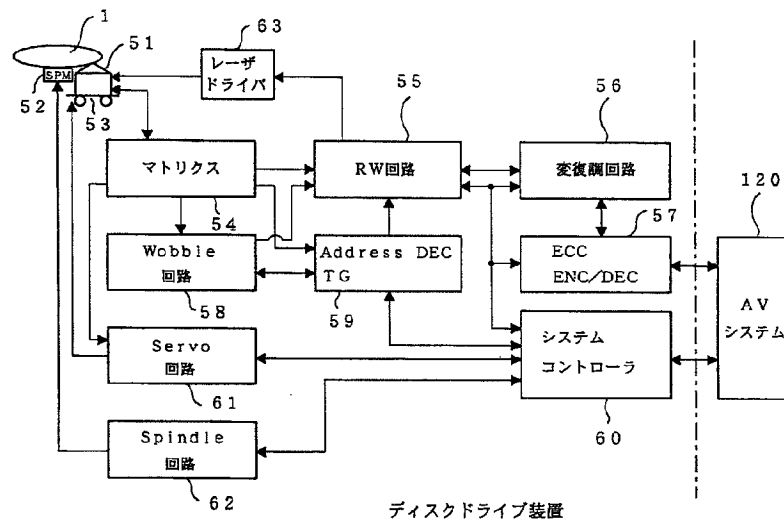 1
51
SPM
52
53
63
レーザ
ドライバ
55
56
マトリクス
54
RW回路
変復調回路
57
120
Wobble
回路
58
Address DEC
TG
59
ECC
ENC/DEC
AV
システム
Servo
回路
61
システム
コントローラ
60
Spindle
回路
62
ディスクドライブ装置